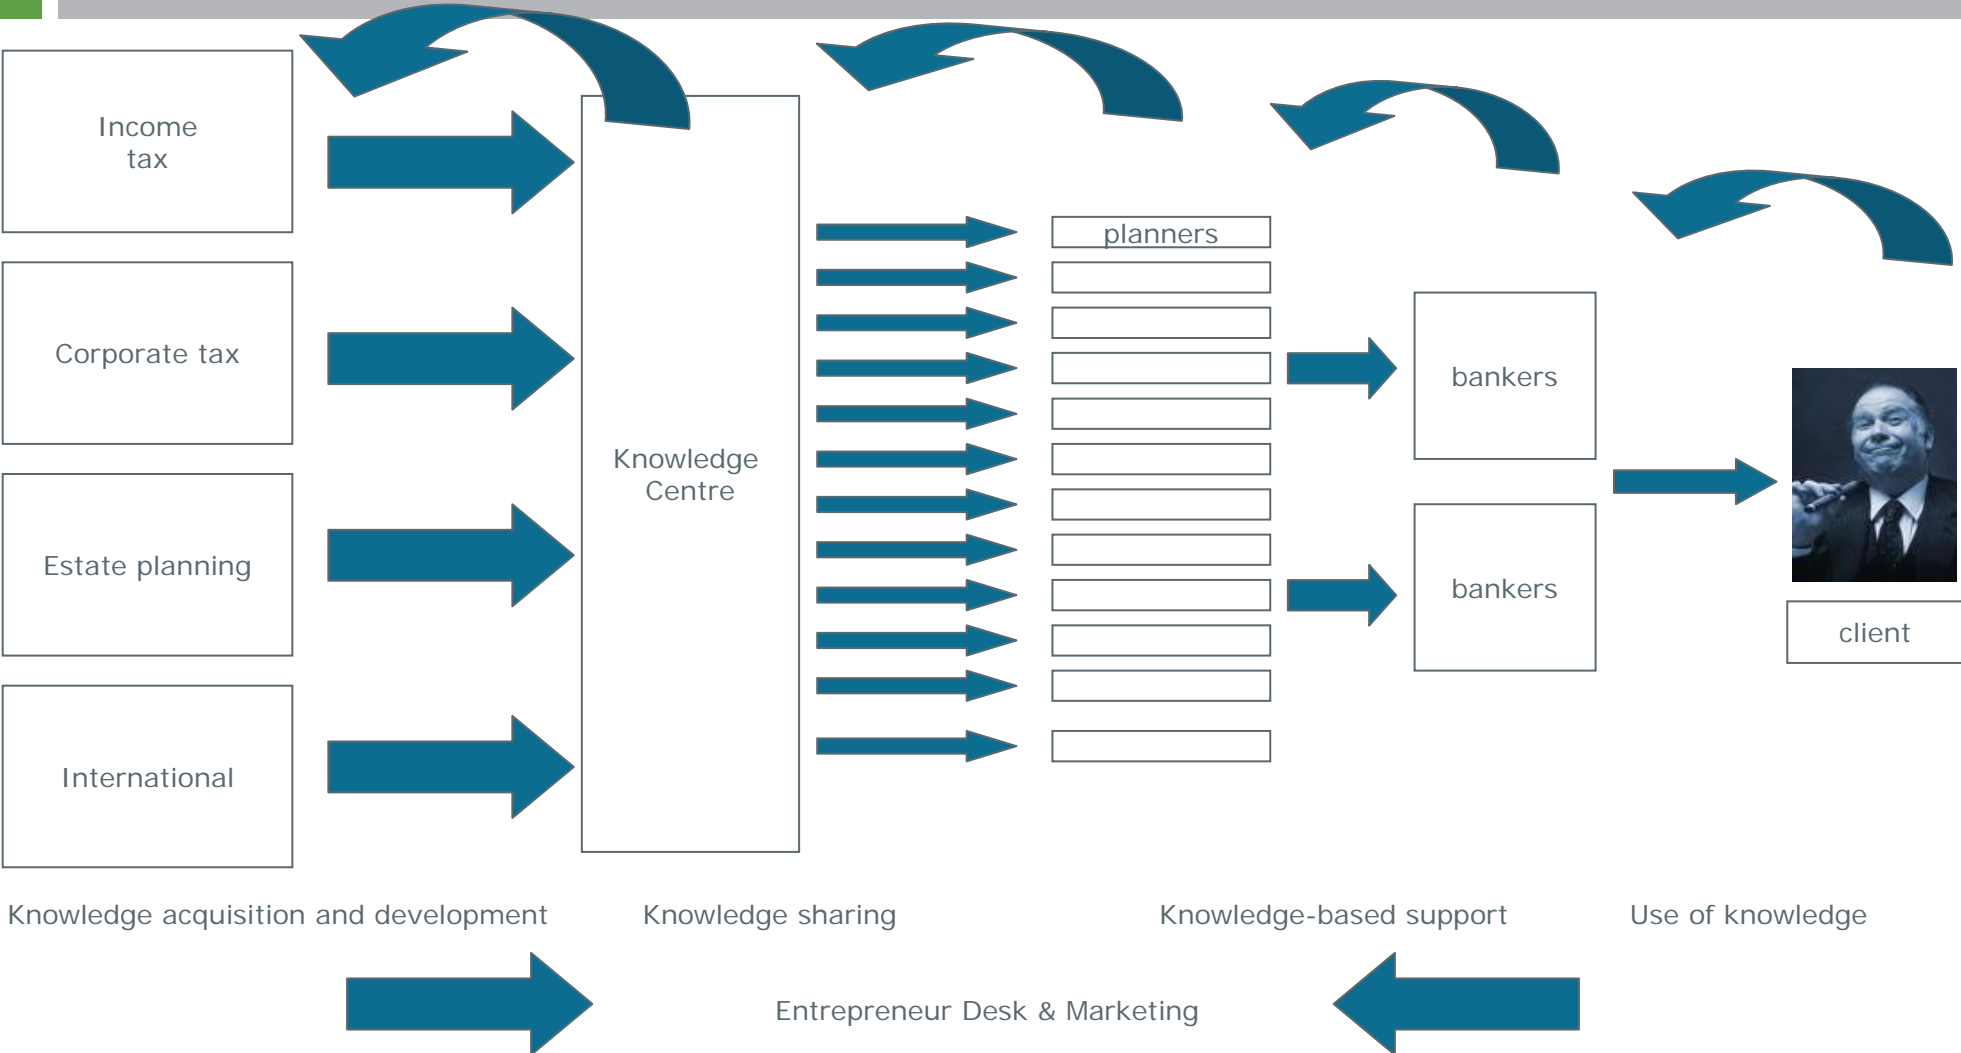 Income
tax
Corporate tax
Estate planning
International
Knowledge
Centre
planners
bankers
bankers
client
Knowledge acquisition and development
Knowledge sharing
Knowledge-based support
Use of knowledge
Entrepreneur Desk & Marketing